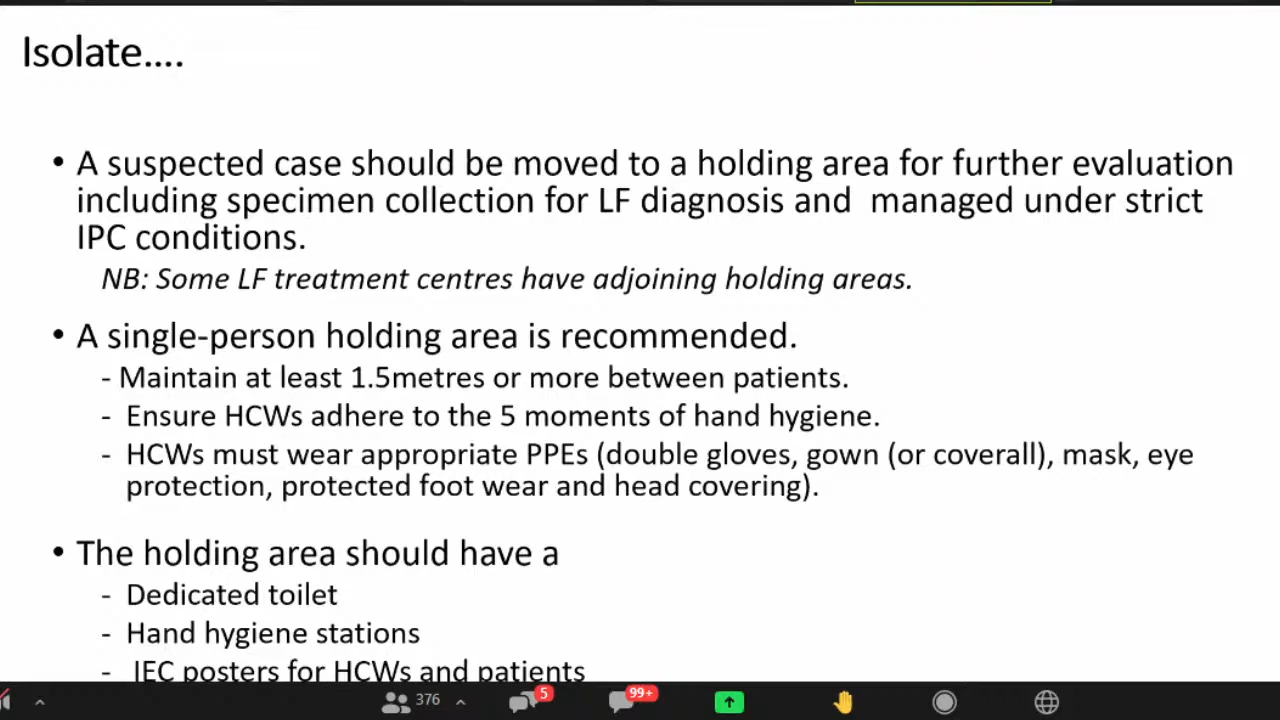 Isolate....
• A suspected case should be moved to a holding area for further evaluation
including specimen collection for LF diagnosis and  managed under strict
IPC conditions.
NB: Some LF treatment centres have adjoining holding areas.
• A single-person holding area is recommended.
- Maintain at least 1.5metres or more between patients.
- Ensure HCWs adhere to the 5 moments of hand hygiene.
- HCWs must wear appropriate PPEs (double gloves, gown (or coverall), mask, eye
protection, protected foot wear and head covering).
• The holding area should have a
- Dedicated toilet
- Hand hygiene stations
- IEC posters for HCWs and patients
376 5 99+